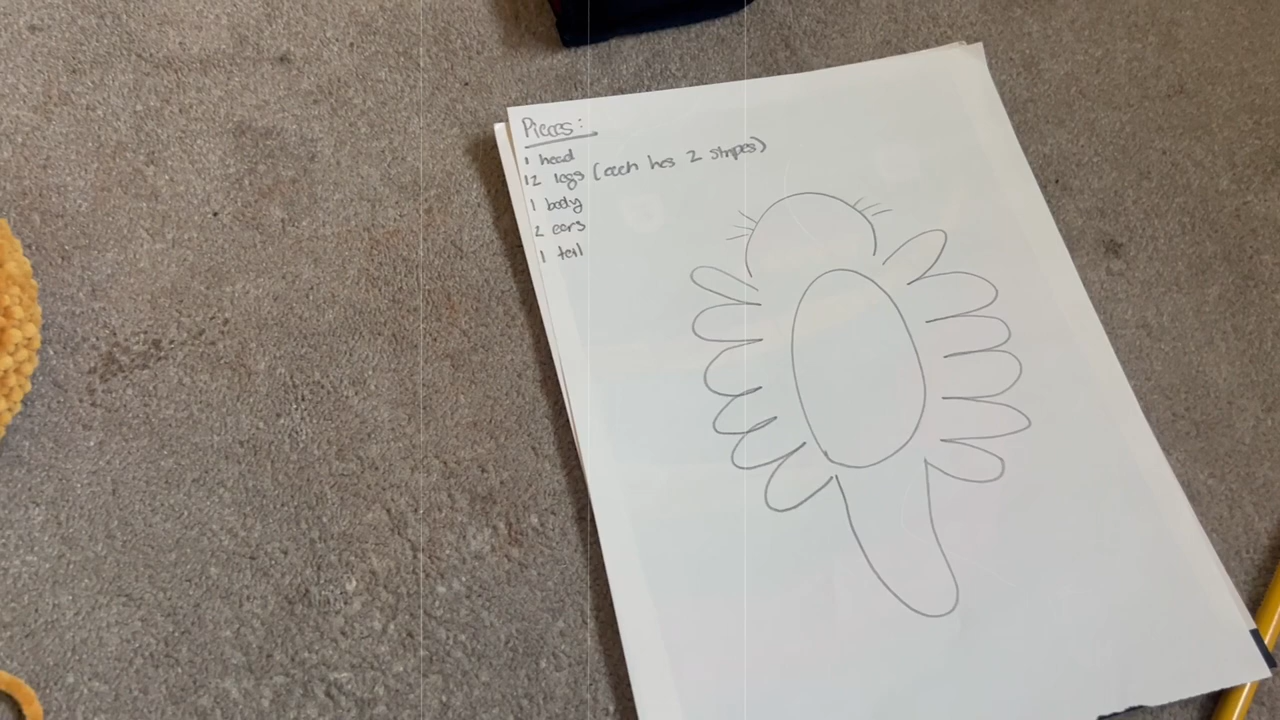 Pieces:
1 head
12 legs (each has 2 stripes)
1 body
2 ears
1 tail